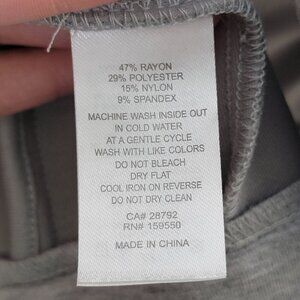 47% RAYON
29% POLYESTER
15% NYLON
9% SPANDEX
MACHINE WASH INSIDE OUT
IN COLD WATER
AT A GENTLE CYCLE
WASH WITH LIKE COLORS
DO NOT BLEACH
DRY FLAT
COOL IRON ON REVERSE
DO NOT DRY CLEAN
CA# 28792
RN# 159550
MADE IN CHINA